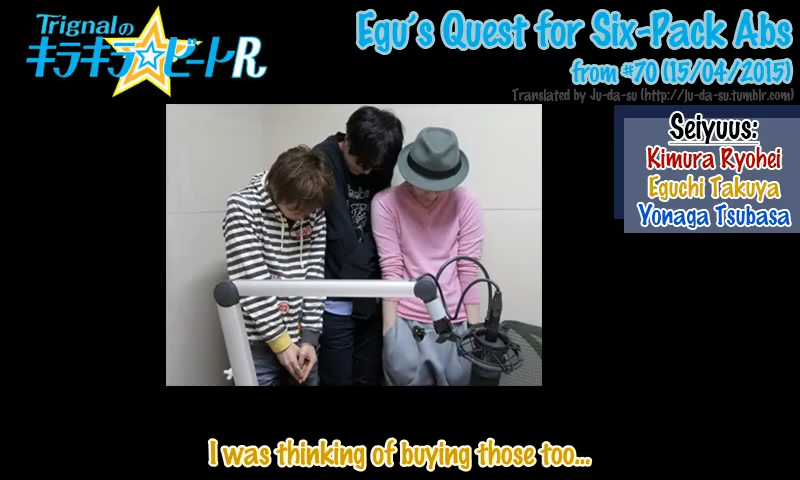 Trignalの
キラキラ☆ビートR
Egu's Quest for Six-Pack Abs
from #70 (15/04/2015)
Translated by Ju-da-su (http://ju-da-su.tumblr.com)
Seiyuus:
Kimura Ryohei
Eguchi Takuya
Yonaga Tsubasa
I was thinking of buying those too...